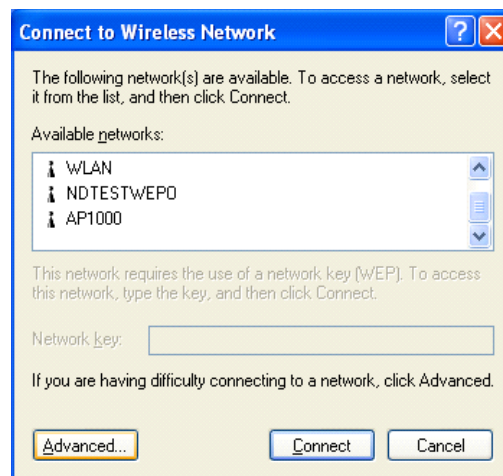 Connect to Wireless Network
The following network(s) are available. To access a network, select
it from the list, and then click Connect.
Available networks:
WLAN
NDTESTWEP0
AP1000
This network requires the use of a network key (WEP). To access
this network, type the key, and then click Connect.
Network key:
If you are having difficulty connecting to a network, click Advanced.
Advanced... Connect Cancel